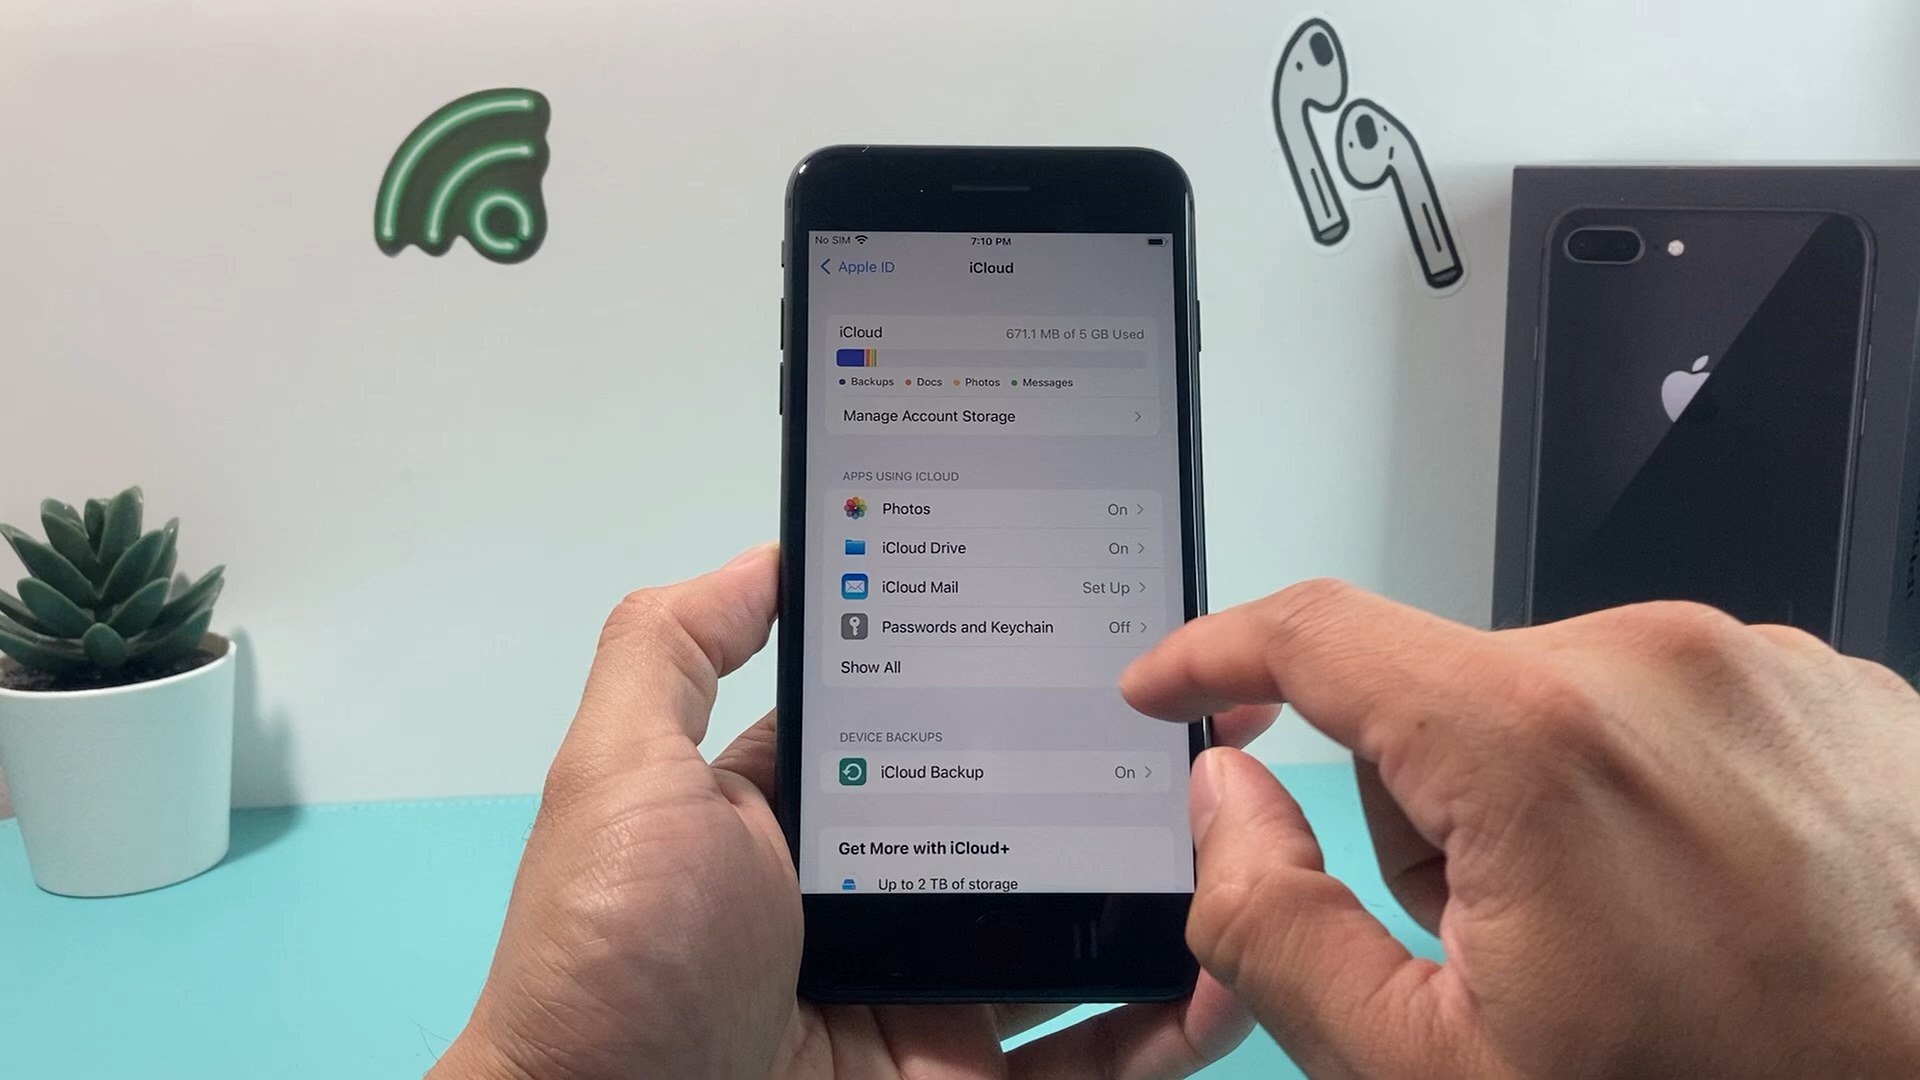 No SIM 7:10 PM
Apple ID iCloud
iCloud 671.1 MB of 5 GB Used
Backups Docs Photos Messages
Manage Account Storage
APPS USING ICLOUD
Photos On
iCloud Drive On
iCloud Mail Set Up
Passwords and Keychain Off
Show All
DEVICE BACKUPS
iCloud Backup On
Get More with iCloud+
Up to 2 TB of storage